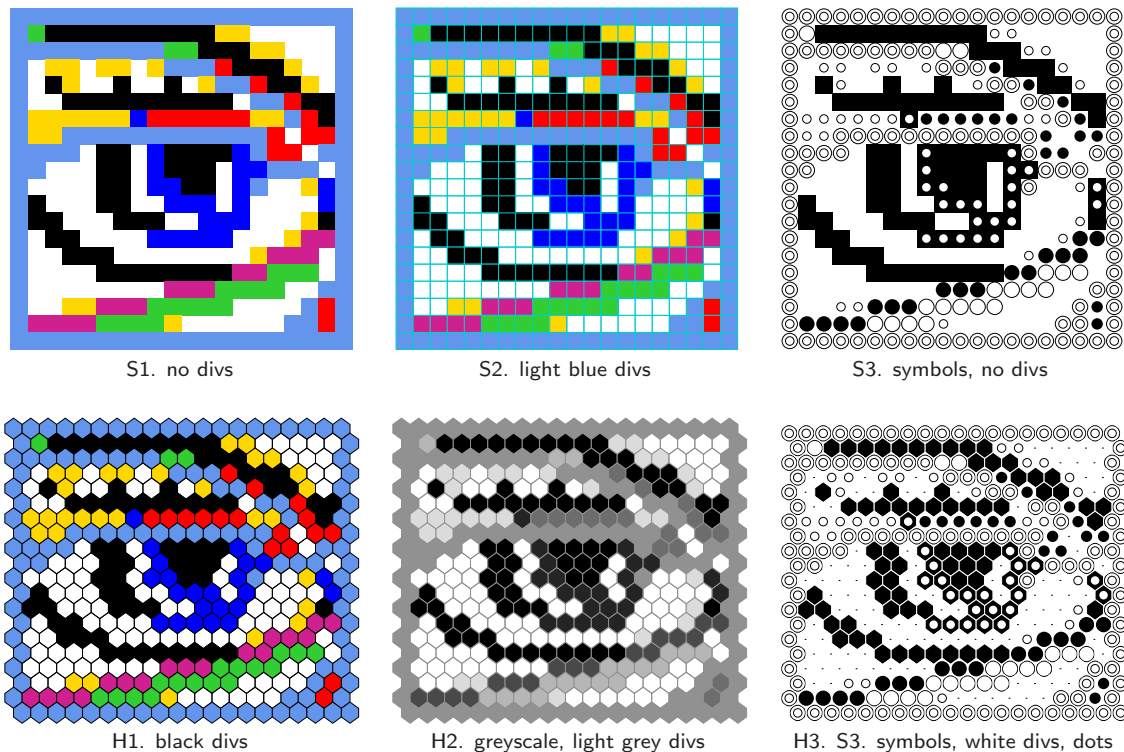 S1. no divs
S2. light blue divs
S3. symbols, no divs
H1. black divs
H2. greyscale, light grey divs
H3. S3. symbols, white divs, dots